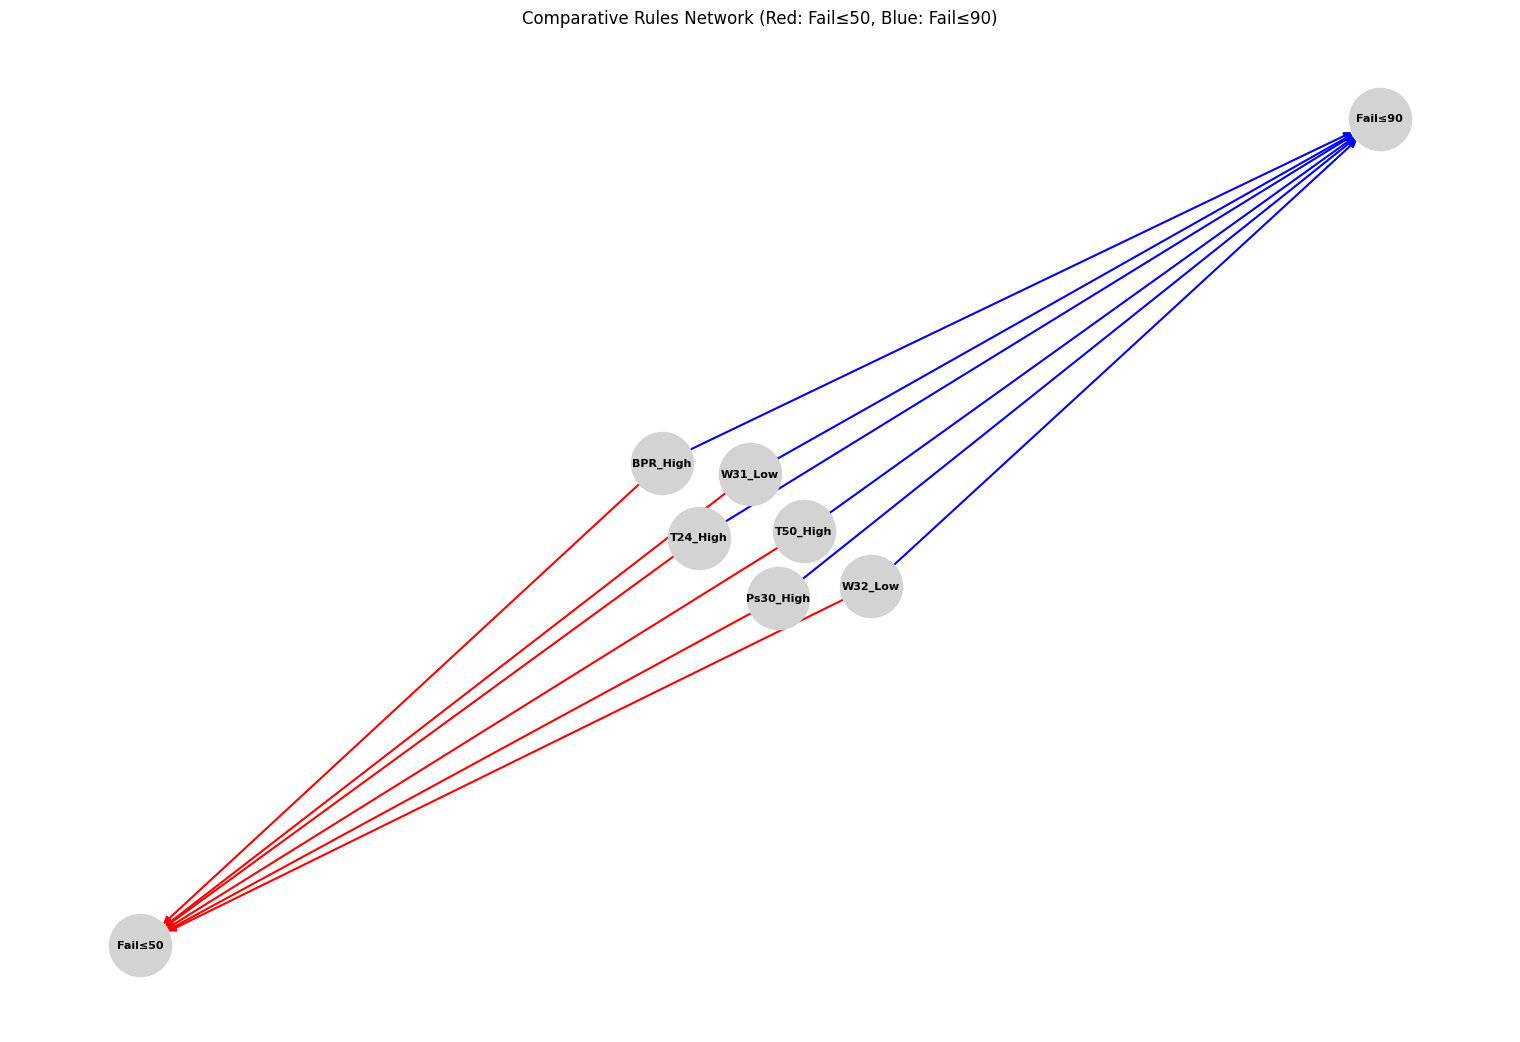 Comparative Rules Network (Red: Fail≤50, Blue: Fail≤90)
Fail≤90
BPR_High
W31_Low
T24_High
T50_High
Ps30_High
W32_Low
Fail≤50